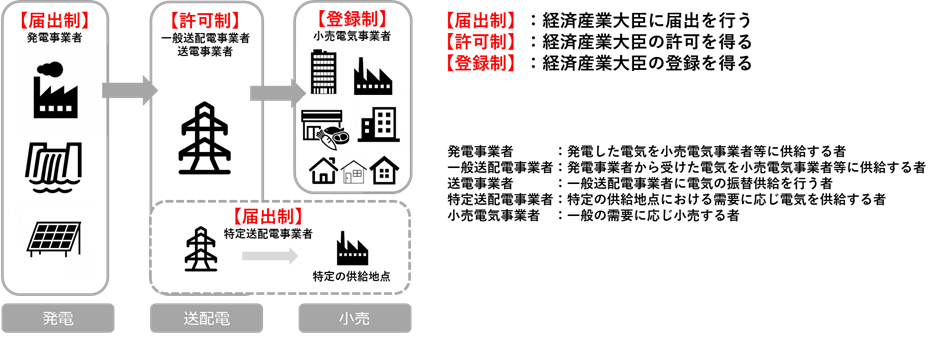 【届出制】
発電事業者
【許可制】
一般送配電事業者
送電事業者
【登録制】
小売電気事業者
【届出制】
特定送配電事業者
特定の供給地点
発電
送配電
小売
【届出制】：経済産業大臣に届出を行う
【許可制】：経済産業大臣の許可を得る
【登録制】：経済産業大臣の登録を得る
発電事業者　　　：発電した電気を小売電気事業者等に供給する者
一般送配電事業者：発電事業者から受けた電気を小売電気事業者等に供給する者
送電事業者　　　：一般送配電事業者に電気の振替供給を行う者
特定送配電事業者：特定の供給地点における需要に応じ電気を供給する者
小売電気事業者　：一般の需要に応じ小売する者